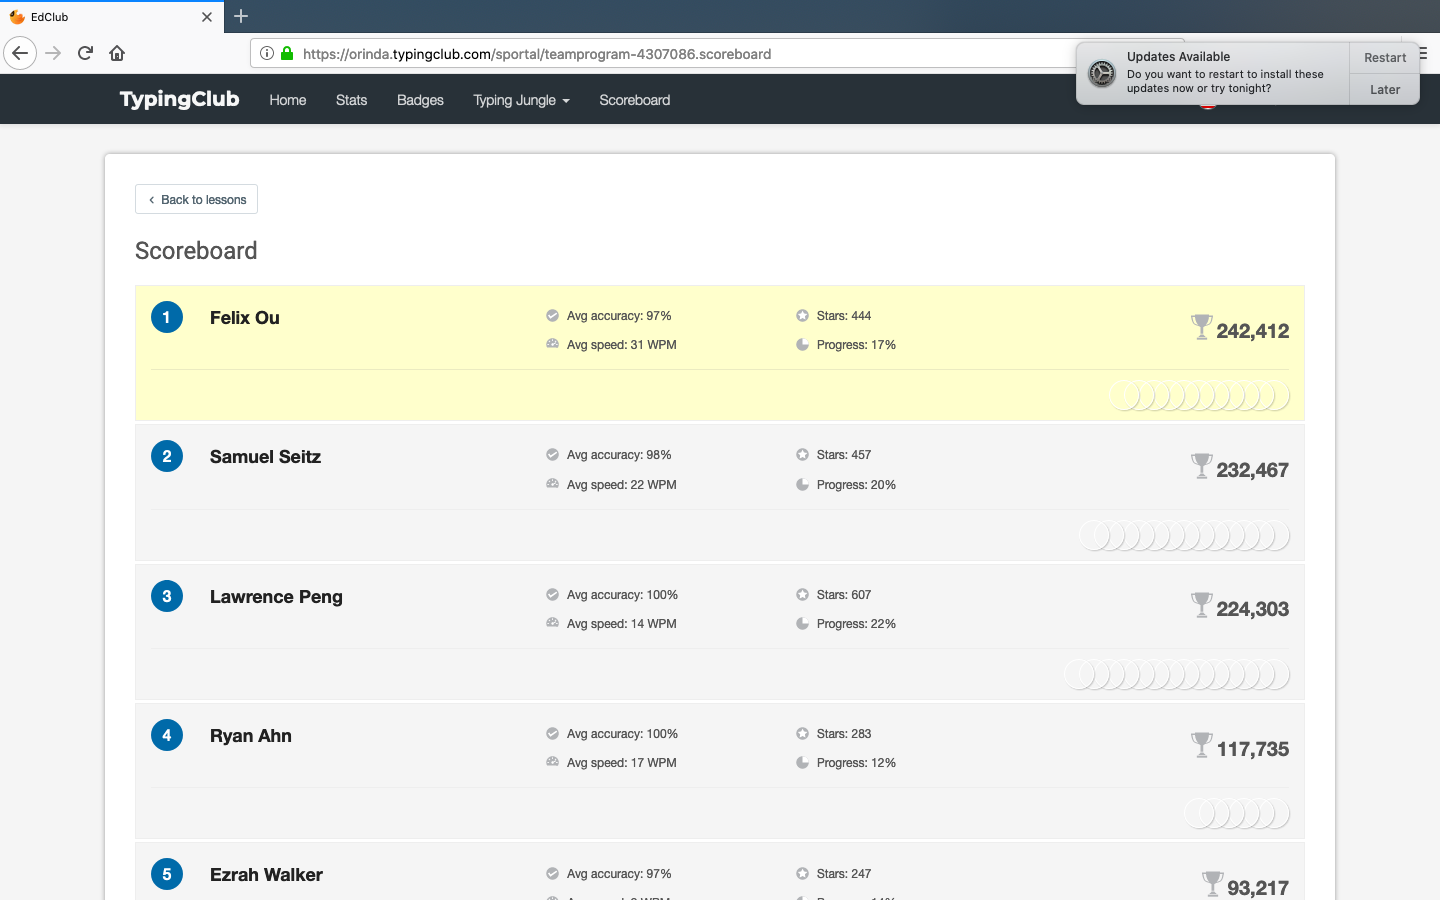 EdClub
https://orinda.typingclub.com/sportal/teamprogram-4307086.scoreboard
Updates Available
Do you want to restart to install these
updates now or try tonight?
Restart
Later
TypingClub
Home
Stats
Badges
Typing Jungle
Scoreboard
Back to lessons
Scoreboard
1
Felix Ou
Avg accuracy: 97%
Avg speed: 31 WPM
Stars: 444
Progress: 17%
242,412
2
Samuel Seitz
Avg accuracy: 98%
Avg speed: 22 WPM
Stars: 457
Progress: 20%
232,467
3
Lawrence Peng
Avg accuracy: 100%
Avg speed: 14 WPM
Stars: 607
Progress: 22%
224,303
4
Ryan Ahn
Avg accuracy: 100%
Avg speed: 17 WPM
Stars: 283
Progress: 12%
117,735
5
Ezrah Walker
Avg accuracy: 97%
Stars: 247
93,217